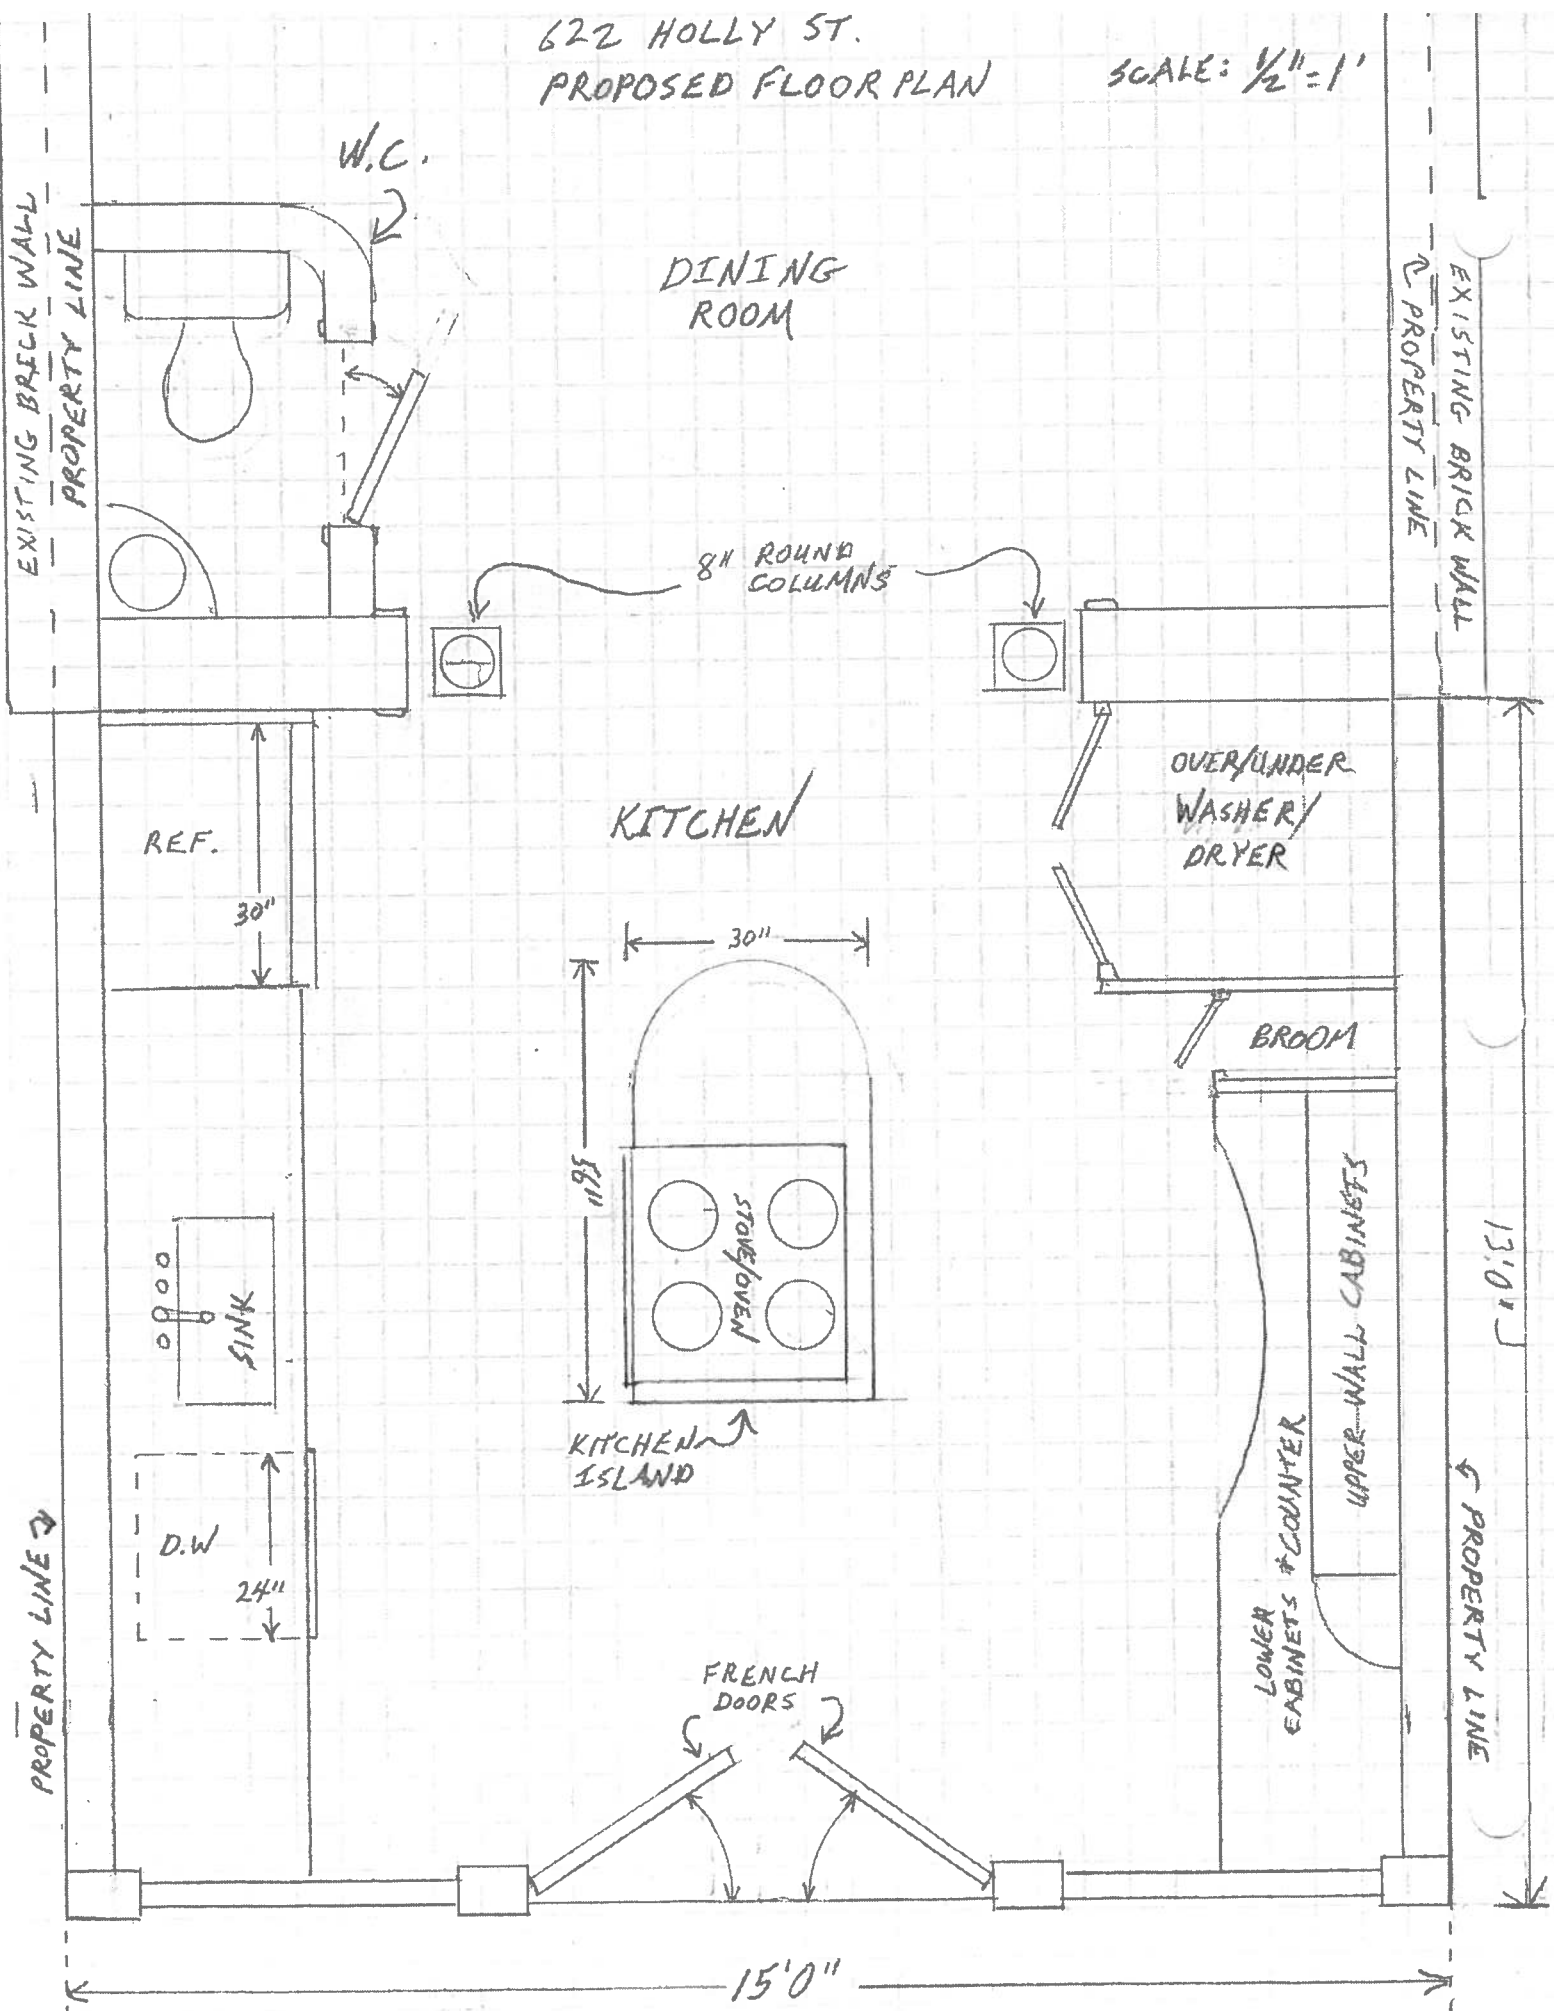 622 HOLLY ST.
PROPOSED FLOOR PLAN
SCALE: 1/2"=1'
W.C.
EXISTING BRICK WALL
PROPERTY LINE
DINING
ROOM
PROPERTY LINE
EXISTING BRICK WALL
8" ROUND
COLUMNS
REF.
30"
KITCHEN
OVER/UNDER
WASHER/
DRYER
30"
BROOM
56"
STOVE/OVEN
SINK
UPPER WALL CABINETS
13'0"
KITCHEN
ISLAND
D.W
24"
LOWER
CABINETS & COUNTER
PROPERTY LINE
PROPERTY LINE
FRENCH
DOORS
15'0"